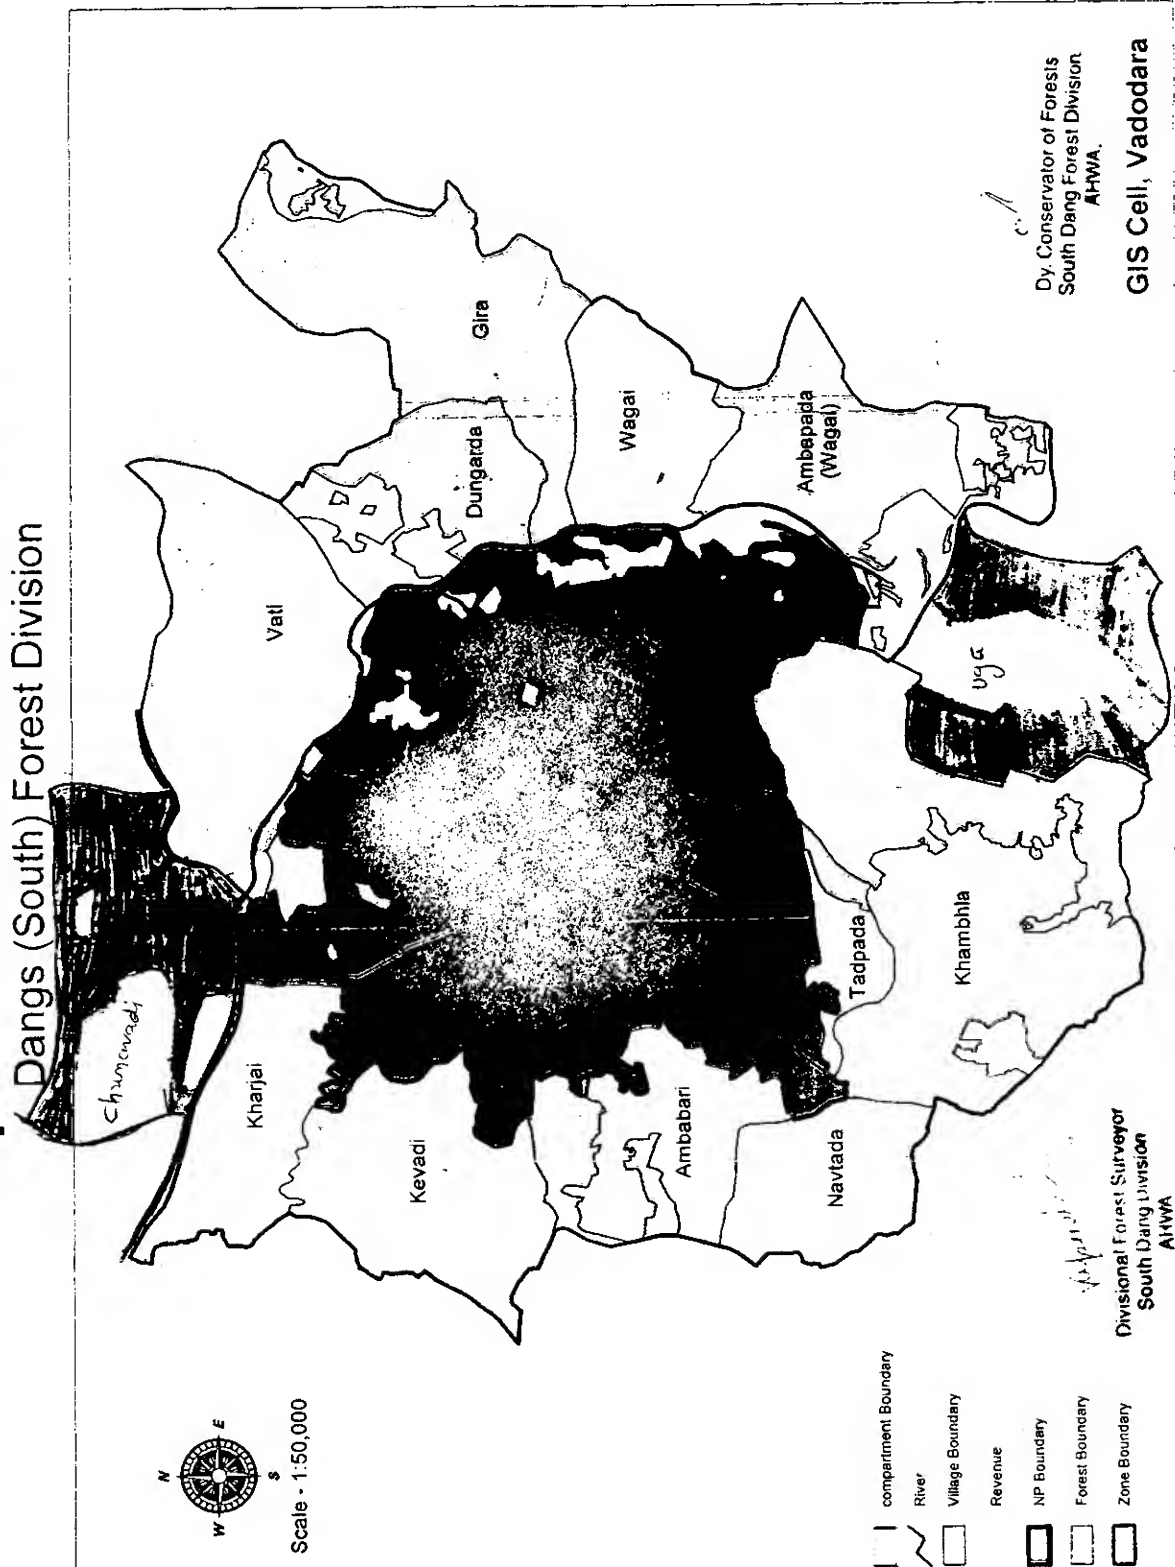 Dangs (South) Forest Division
N
W E
S
Scale - 1:50,000
Chunewadi
Vati
Kharjai
Kevadi
Dungarda
Gira
Wagai
Ambapada
(Wagai)
Ambabari
Navtada
Tadpada
Khambhla
uga
compartment Boundary
River
Village Boundary
Revenue
NP Boundary
Forest Boundary
Zone Boundary
Divisional Forest Surveyor
South Dang Division
AHWA
Dy. Conservator of Forests
South Dang Forest Division
AHWA.
GIS Cell, Vadodara